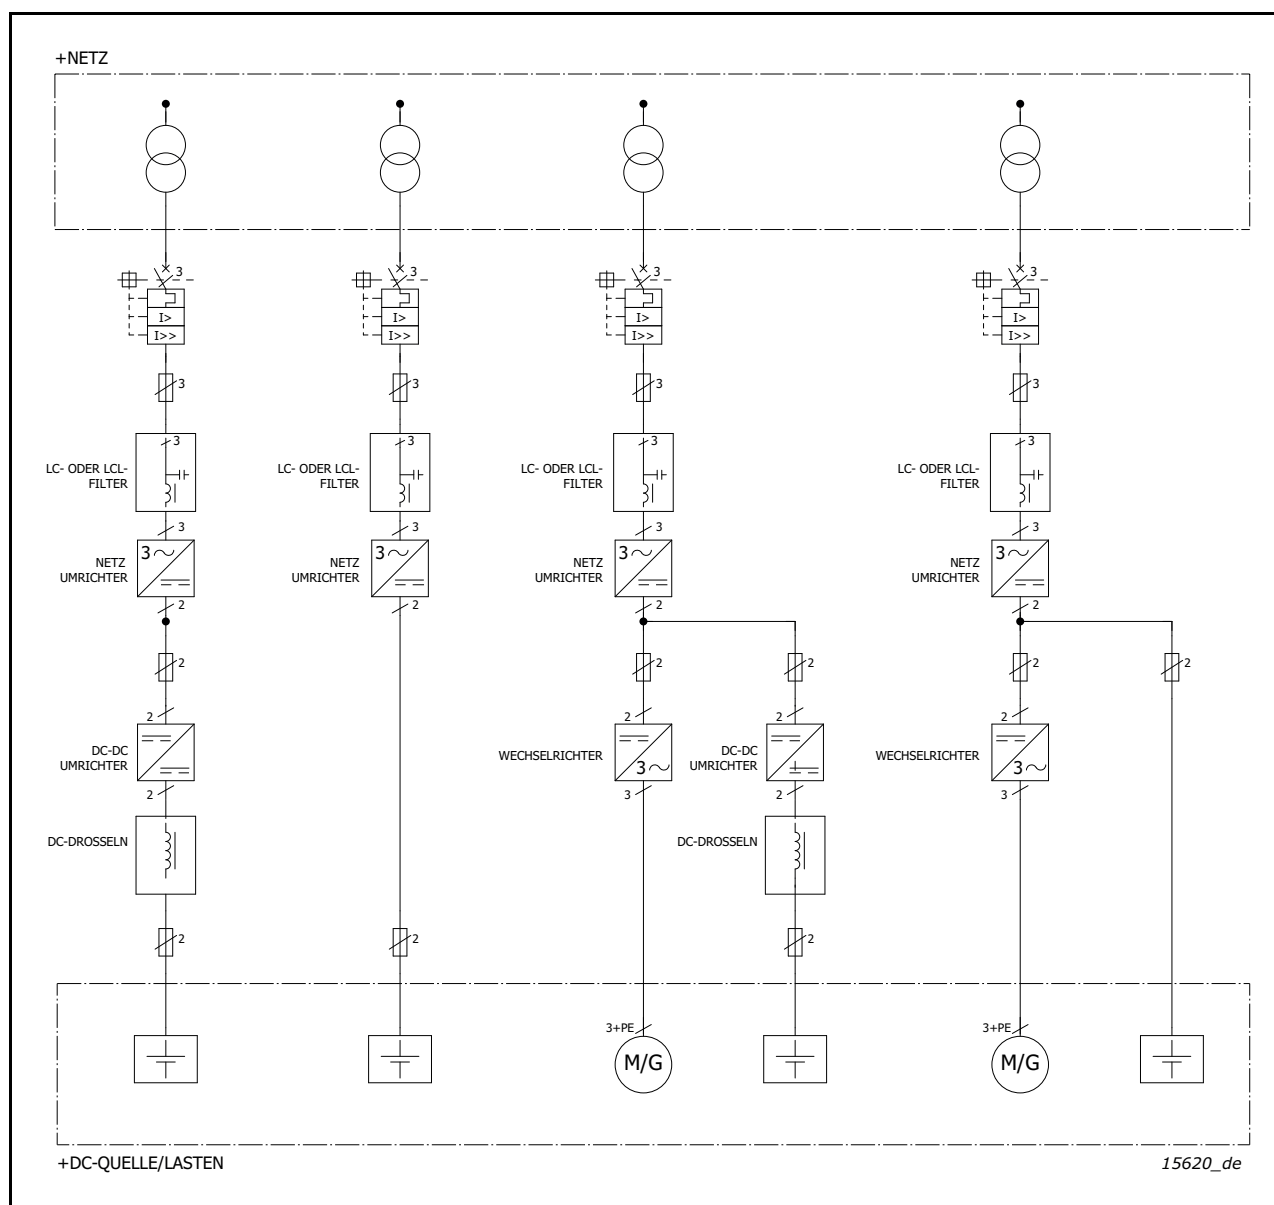 +NETZ
3 3 3 3
I> I> I> I>
I>> I>> I>> I>>
3 3 3 3
3 3 3 3
LC- ODER LCL-
FILTER
LC- ODER LCL-
FILTER
LC- ODER LCL-
FILTER
LC- ODER LCL-
FILTER
3 3 3 3
3 3 3 3
NETZ
UMRICHTER
NETZ
UMRICHTER
NETZ
UMRICHTER
NETZ
UMRICHTER
2 2 2 2
2 2 2 2 2
2 2 2 2
DC-DC
UMRICHTER
WECHSELRICHTER
3
DC-DC
UMRICHTER
WECHSELRICHTER
3
2 3 2 3
DC-DROSSELN
DC-DROSSELN
2 2 2
3+PE
3+PE
M/G
M/G
+DC-QUELLE/LASTEN
15620_de